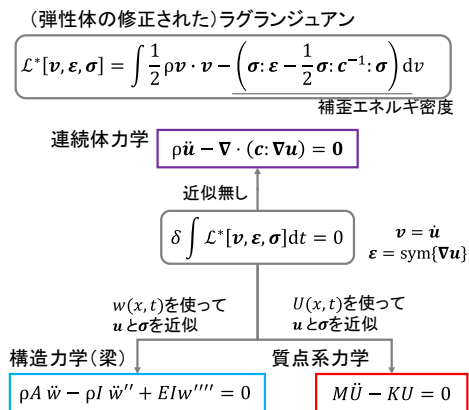 (弾性体の修正された)ラグランジュアン
ℒ*[𝒗, 𝜺, 𝝈] = ∫ 1/2 ρ𝒗 · 𝒗 − (𝝈: 𝜺 − 1/2 𝝈: 𝒄⁻¹: 𝝈) d𝑣
補歪エネルギ密度
連続体力学
ρ𝒖̈ − 𝛁 · (𝒄: 𝛁𝒖) = 𝟎
近似無し
𝛿 ∫ ℒ*[𝒗, 𝜺, 𝝈]d𝑡 = 0
𝒗 = 𝒖̇
𝜺 = sym{𝛁𝒖}
𝑤(𝑥, 𝑡)を使って
𝒖と𝝈を近似
𝑈(𝑥, 𝑡)を使って
𝒖と𝝈を近似
構造力学(梁)
質点系力学
ρ𝐴 𝑤̈ − ρ𝐼 𝑤̈′′ + 𝐸𝐼𝑤′′′′ = 0
𝑀𝑈̈ − 𝐾𝑈 = 0